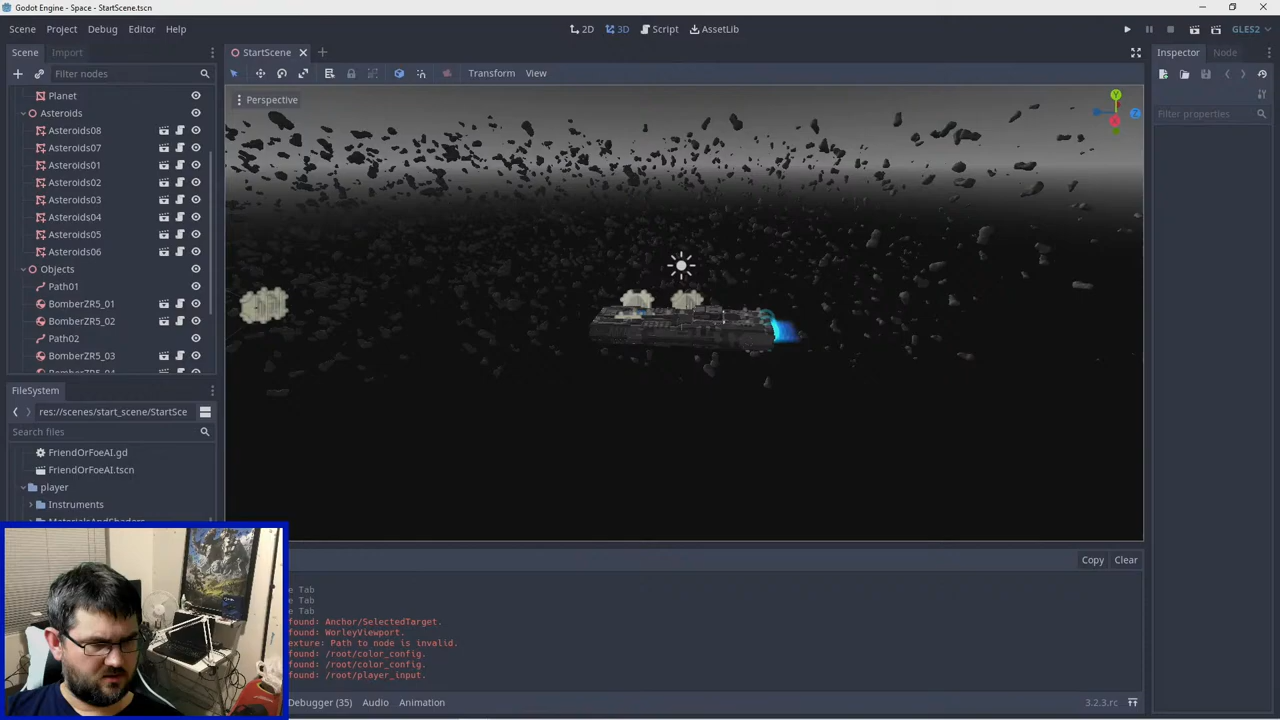 Godot Engine - Space - StartScene.tscn
Scene Project Debug Editor Help
2D 3D Script AssetLib
GLES2
Scene Import
StartScene
Inspector Node
Filter nodes
Transform View
Perspective
Filter properties
Planet
Asteroids
Asteroids08
Asteroids07
Asteroids01
Asteroids02
Asteroids03
Asteroids04
Asteroids05
Asteroids06
Objects
Path01
BomberZR5_01
BomberZR5_02
Path02
BomberZR5_03
FileSystem
res://scenes/start_scene/StartSce
Search files
FriendOrFoeAI.gd
FriendOrFoeAI.tscn
player
Instruments
Copy Clear
e Tab
e Tab
e Tab
found: Anchor/SelectedTarget.
found: WorleyViewport.
exture: Path to node is invalid.
found: /root/color_config.
found: /root/color_config.
found: /root/player_input.
Debugger (35) Audio Animation
3.2.3.rc
Y
Z